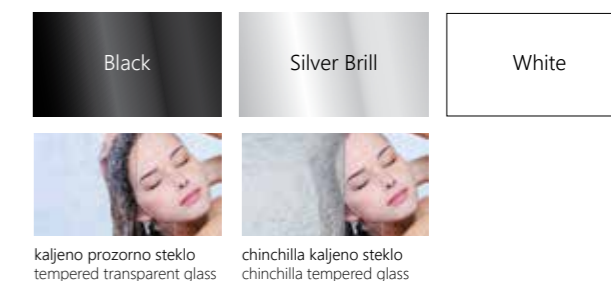 Black
Silver Brill
White
kaljeno prozorno steklo
tempered transparent glass
chinchilla kaljeno steklo
chinchilla tempered glass